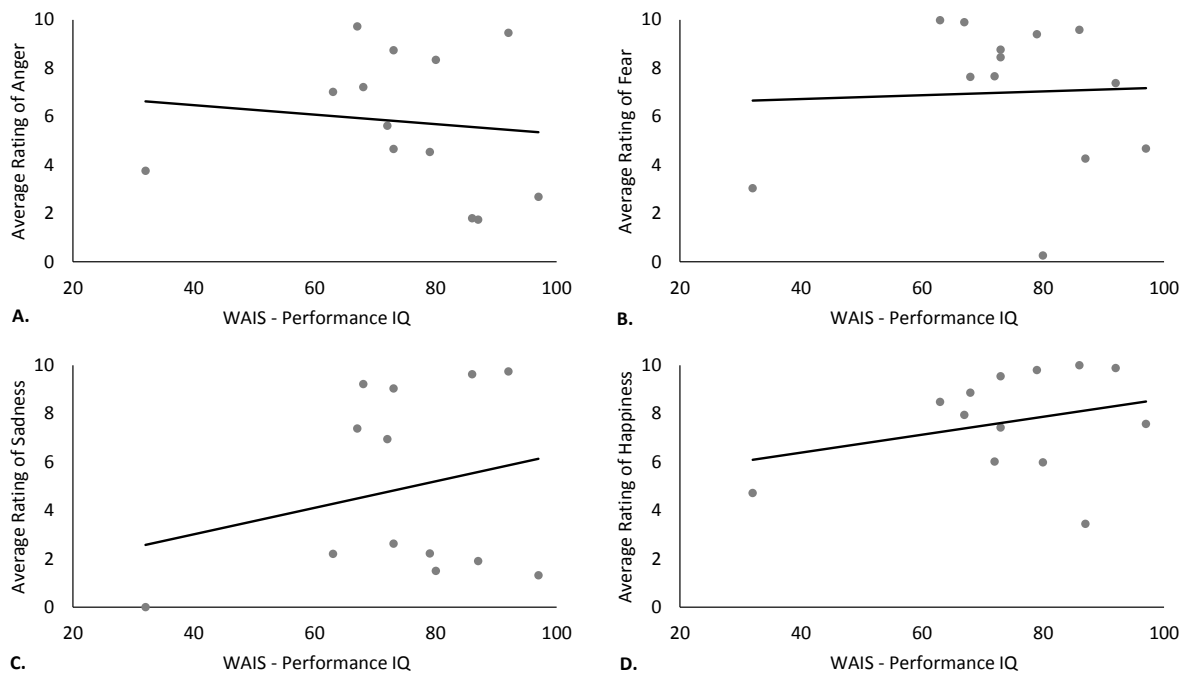 10
8
6
4
2
0
Average Rating of Anger
20 40 60 80 100
WAIS - Performance IQ
A.
10
8
6
4
2
0
Average Rating of Fear
20 40 60 80 100
WAIS - Performance IQ
B.
10
8
6
4
2
0
Average Rating of Sadness
20 40 60 80 100
WAIS - Performance IQ
C.
10
8
6
4
2
0
Average Rating of Happiness
20 40 60 80 100
WAIS - Performance IQ
D.